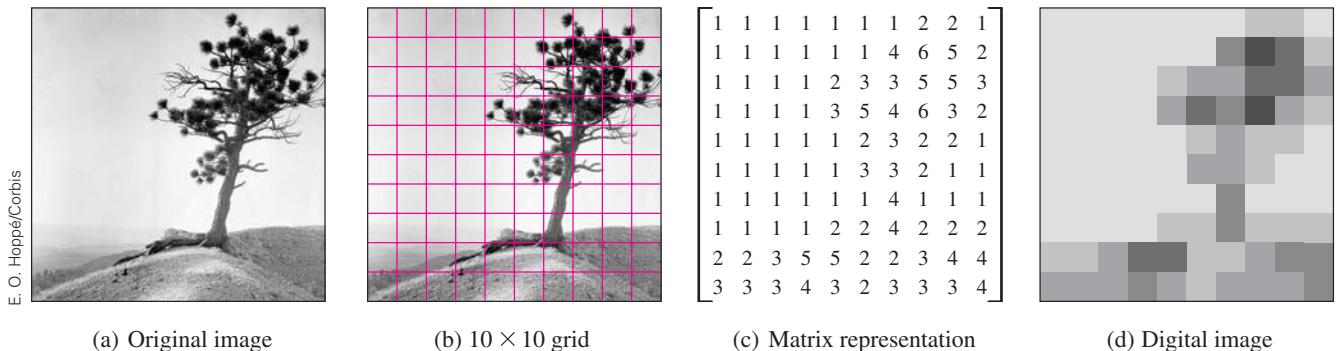 E. O. Hoppé/Corbis
1 1 1 1 1 1 1 2 2 1
1 1 1 1 1 1 4 6 5 2
1 1 1 1 2 3 3 5 5 3
1 1 1 1 3 5 4 6 3 2
1 1 1 1 1 2 3 2 2 1
1 1 1 1 1 3 3 2 1 1
1 1 1 1 1 1 4 1 1 1
1 1 1 1 2 2 4 2 2 2
2 2 3 5 5 2 2 3 4 4
3 3 3 4 3 2 3 3 3 4
(a) Original image
(b) 10 × 10 grid
(c) Matrix representation
(d) Digital image